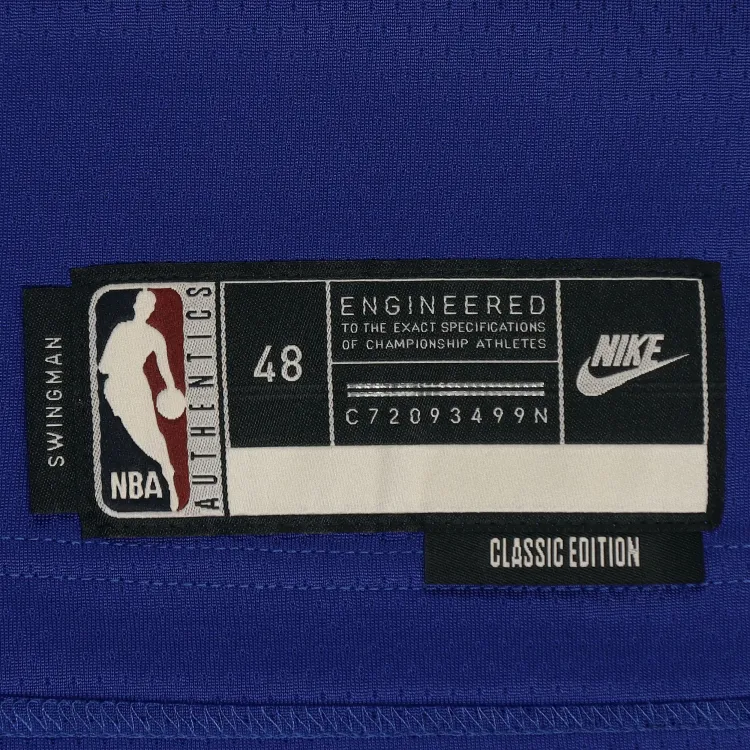 SWINGMAN
NBA
AUTHENTICS
48
ENGINEERED
TO THE EXACT SPECIFICATIONS
OF CHAMPIONSHIP ATHLETES
C72093499N
NIKE
CLASSIC EDITION